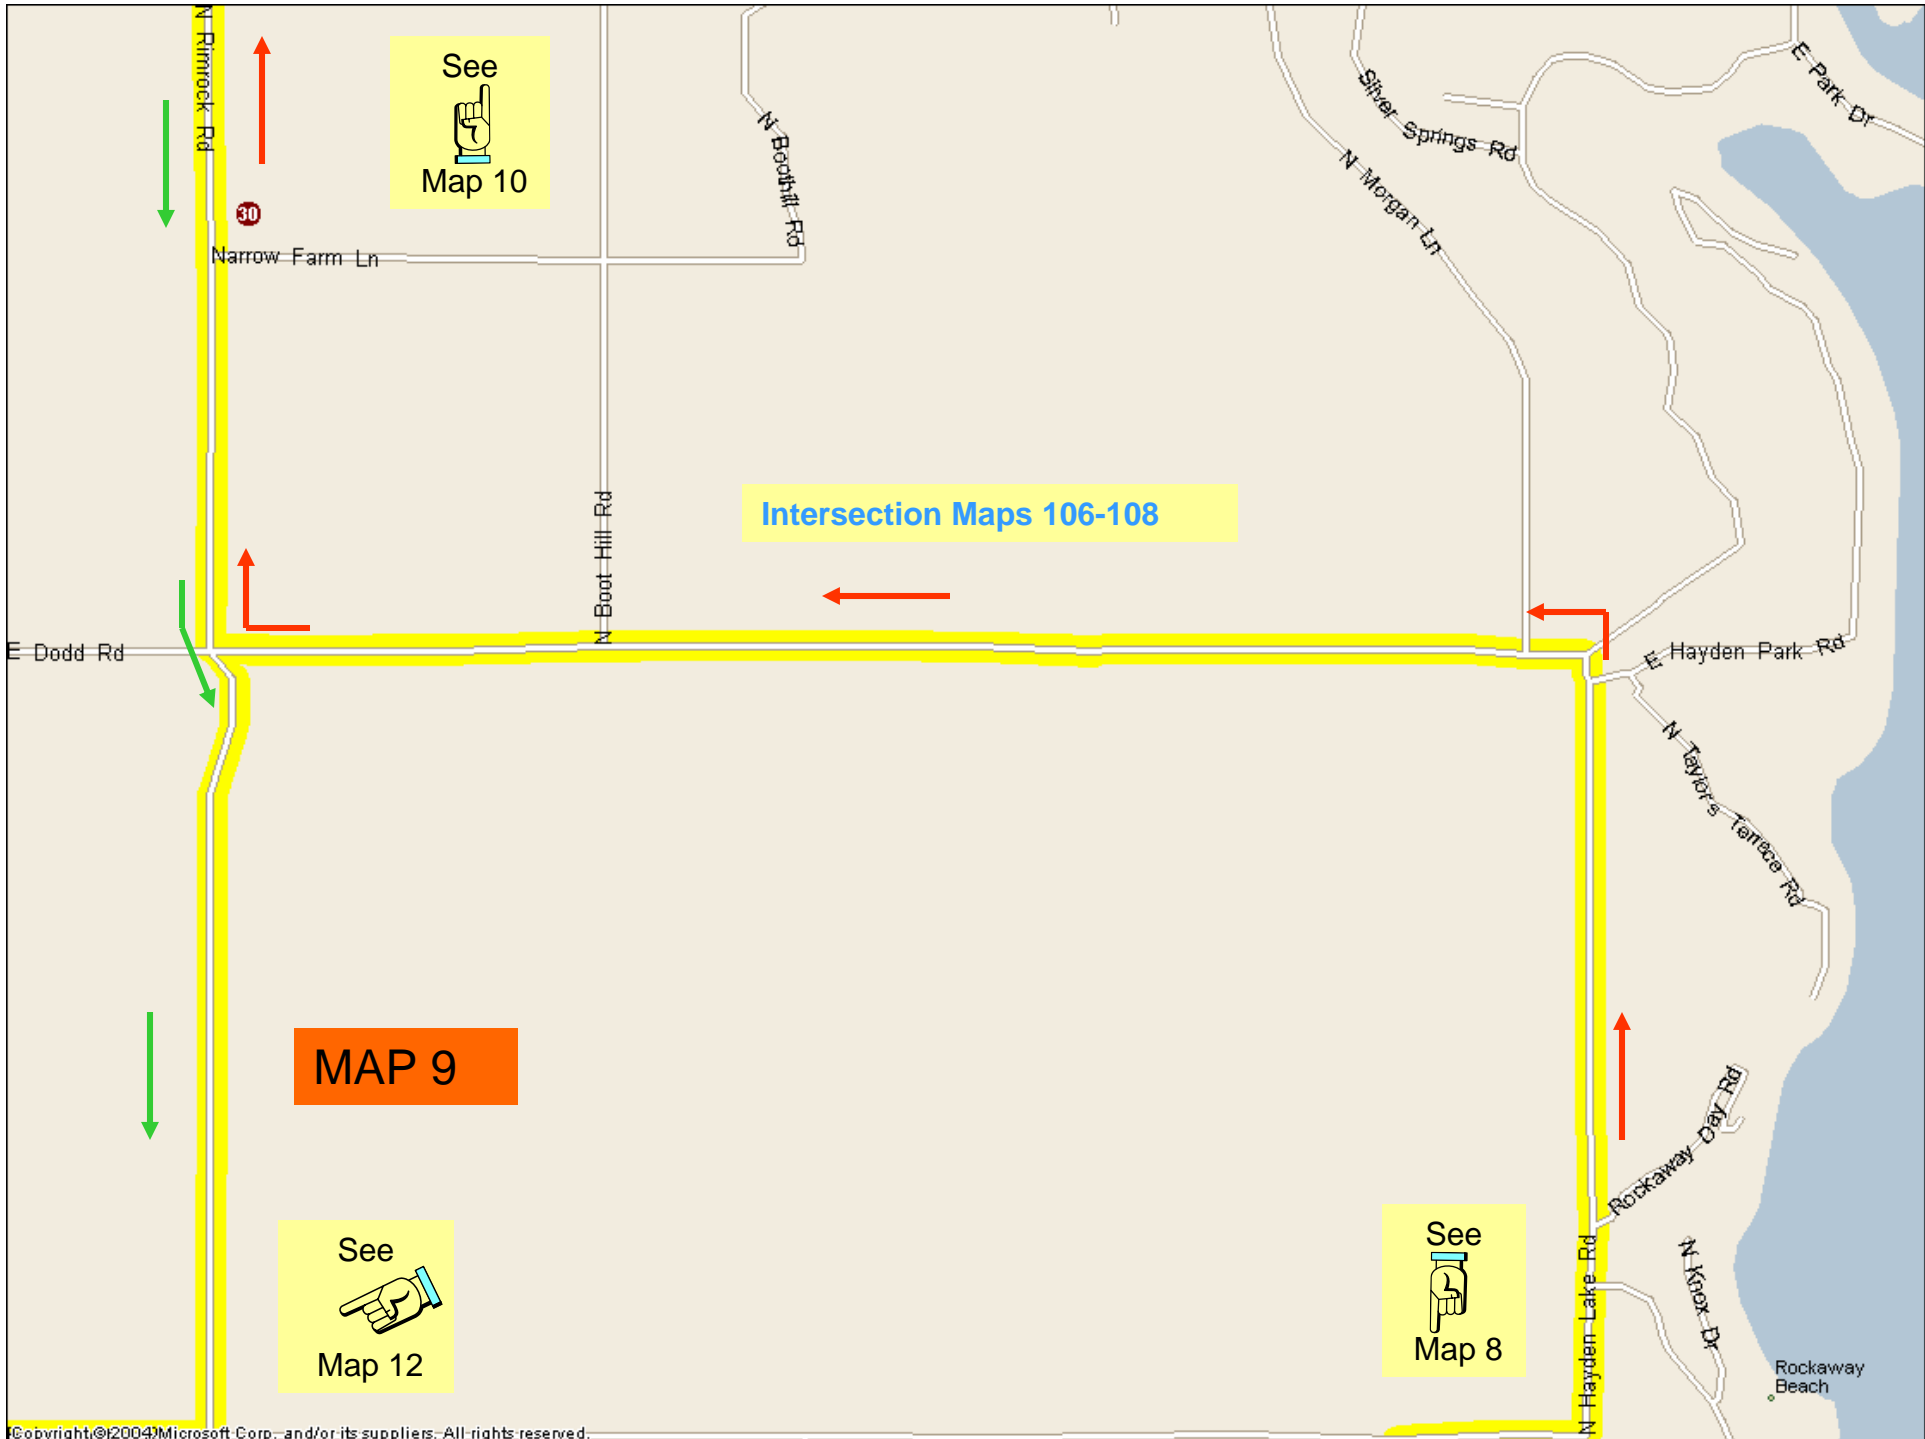 N Rimrock Rd
See
Map 10
30
Narrow Farm Ln
N Boothill Rd
N Morgan Ln
Silver Springs Rd
E Park Dr
N Boot Hill Rd
Intersection Maps 106-108
E Dodd Rd
E Hayden Park Rd
N Taylor's Terrace Rd
MAP 9
Rockaway Day Rd
See
Map 12
See
Map 8
N Hayden Lake Rd
N Knox Dr
Rockaway
Beach
Copyright © 2004 Microsoft Corp. and/or its suppliers. All rights reserved.